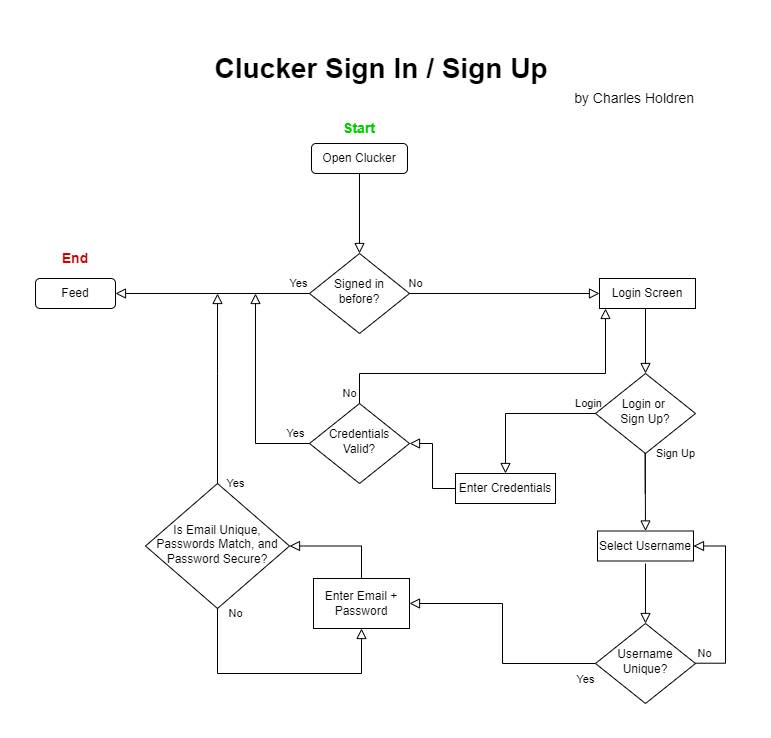 Clucker Sign In / Sign Up
by Charles Holdren
Start
Open Clucker
End
Feed
Yes
Signed in
before?
No
Login Screen
No
Login
Login or
Sign Up?
Yes
Credentials
Valid?
Sign Up
Enter Credentials
Yes
Is Email Unique,
Passwords Match, and
Password Secure?
Select Username
Enter Email +
Password
No
Username
Unique?
No
Yes